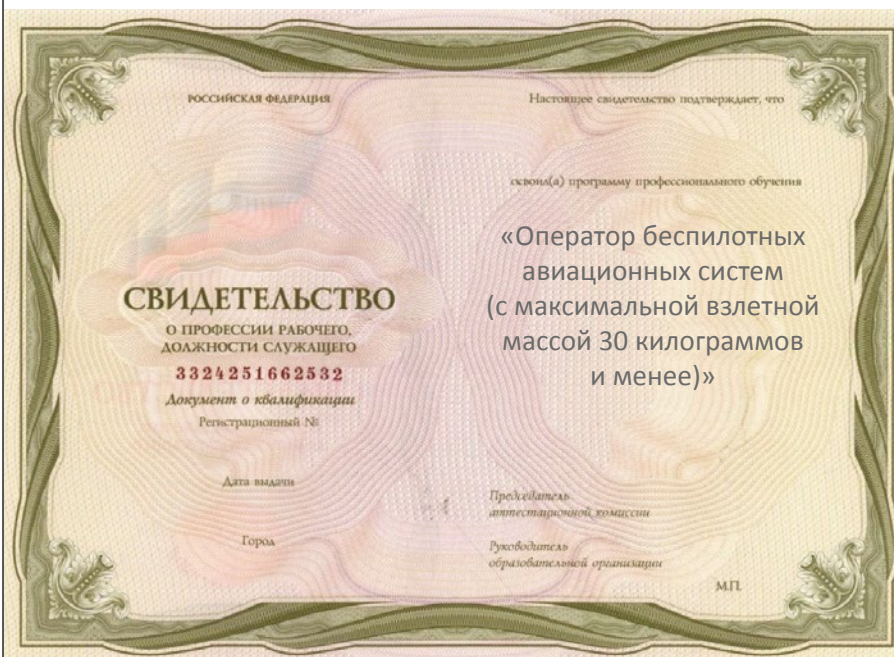 РОССИЙСКАЯ ФЕДЕРАЦИЯ
СВИДЕТЕЛЬСТВО
О ПРОФЕССИИ РАБОЧЕГО,
ДОЛЖНОСТИ СЛУЖАЩЕГО
3324251662532
Документ о квалификации
Регистрационный №
Дата выдачи
Город
Настоящее свидетельство подтверждает, что
освоил(а) программу профессионального обучения
«Оператор беспилотных
авиационных систем
(с максимальной взлетной
массой 30 килограммов
и менее)»
Председатель
аттестационной комиссии
Руководитель
образовательной организации
М.П.